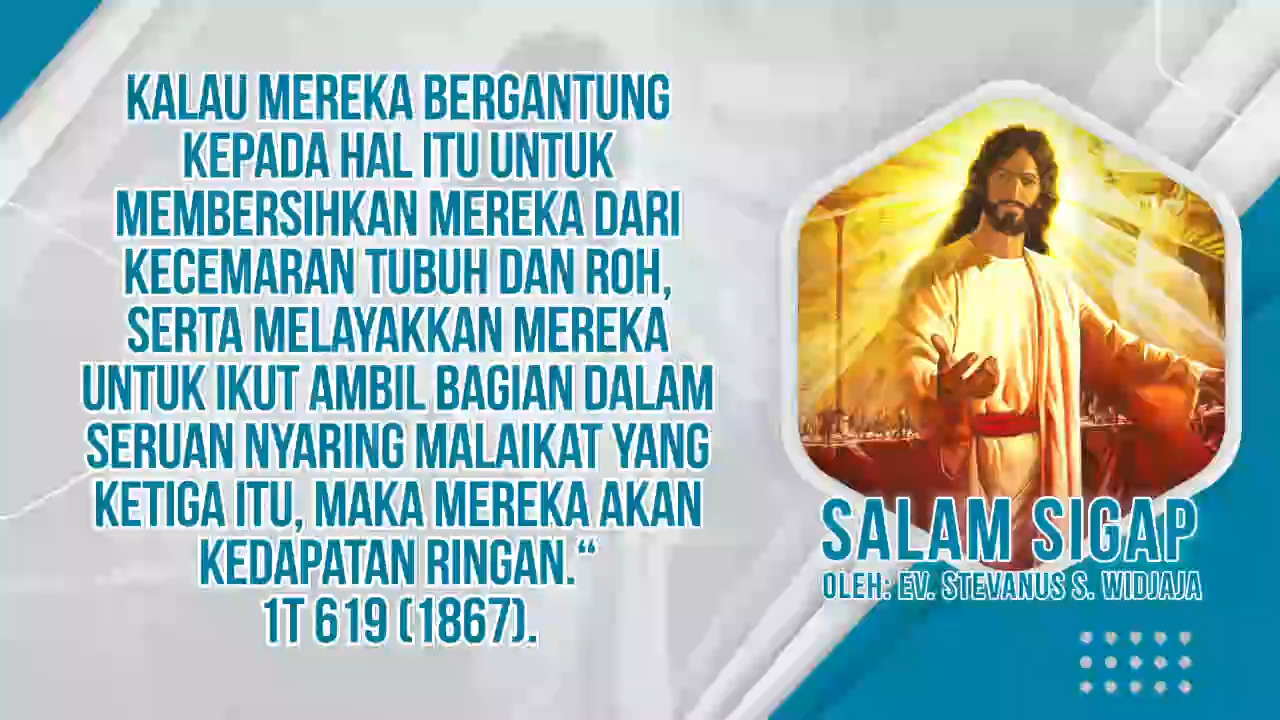 KALAU MEREKA BERGANTUNG
KEPADA HAL ITU UNTUK
MEMBERSIHKAN MEREKA DARI
KECEMARAN TUBUH DAN ROH,
SERTA MELAYAKKAN MEREKA
UNTUK IKUT AMBIL BAGIAN DALAM
SERUAN NYARING MALAIKAT YANG
KETIGA ITU, MAKA MEREKA AKAN
KEDAPATAN RINGAN.“
1T 619 (1867).
SALAM SIGAP
OLEH: EV. STEVANUS S. WIDJAJA